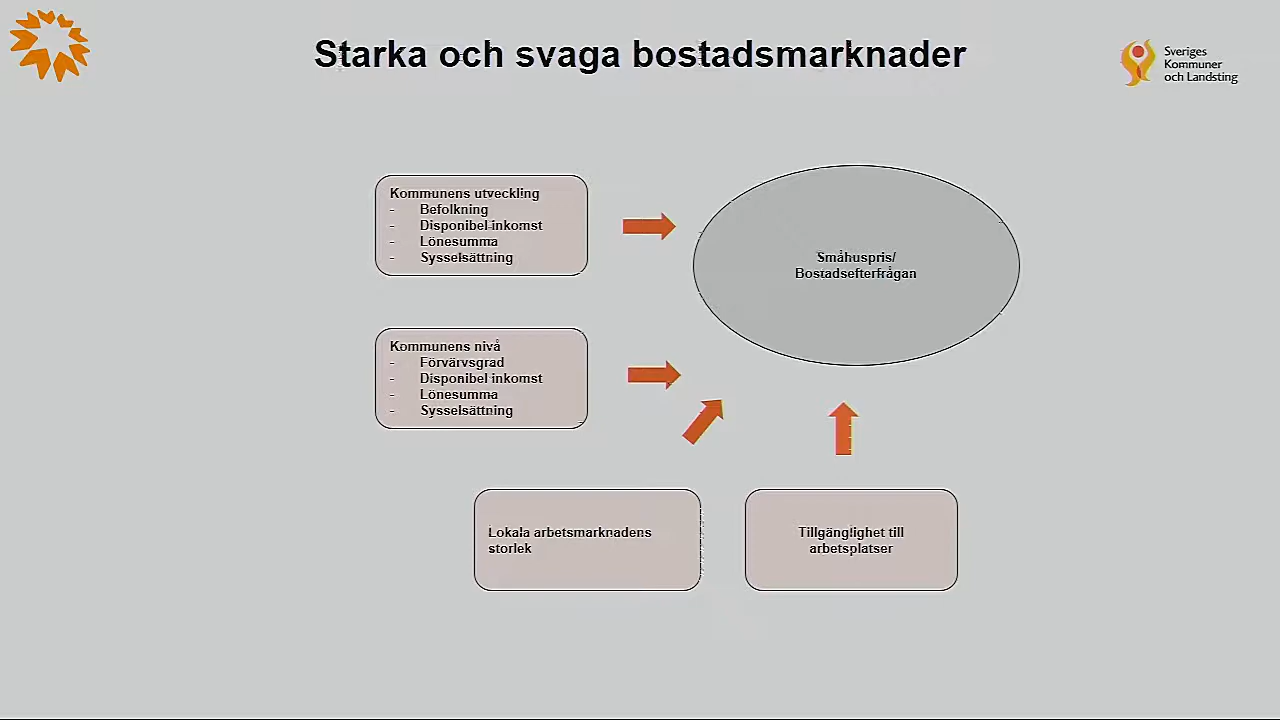 Starka och svaga bostadsmarknader
Sveriges
Kommuner
och Landsting
Kommunens utveckling
- Befolkning
- Disponibel inkomst
- Lönesumma
- Sysselsättning
Småhuspris/
Bostadsefterfrågan
Kommunens nivå
- Förvärvsgrad
- Disponibel inkomst
- Lönesumma
- Sysselsättning
Lokala arbetsmarknadens
storlek
Tillgänglighet till
arbetsplatser